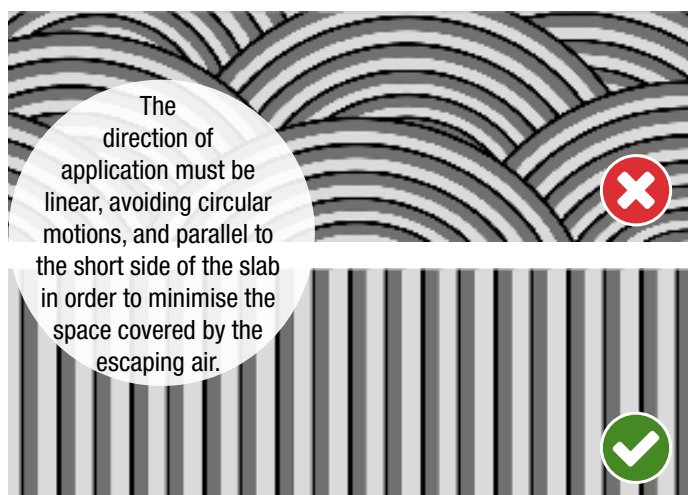 The
direction of
application must be
linear, avoiding circular
motions, and parallel to
the short side of the slab
in order to minimise the
space covered by the
escaping air.